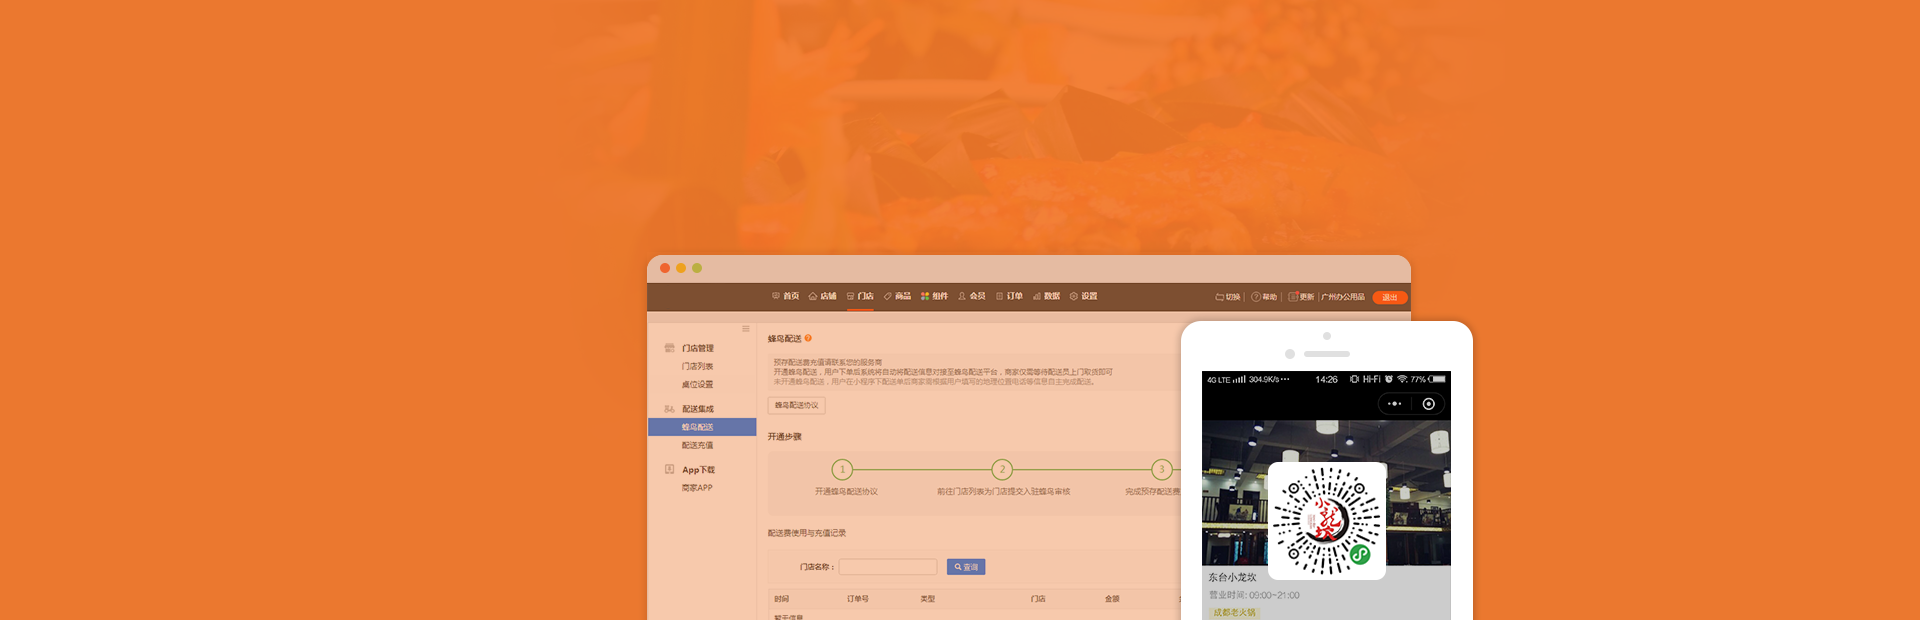 首页 店铺 门店 商品 组件 会员 订单 数据 设置 切换 帮助 更新 广州办公用品 退出
门店管理
门店列表
桌位设置
配送集成
蜂鸟配送
配送充值
App下载
商家APP
蜂鸟配送
预存配送费充值请联系您的服务商
开通蜂鸟配送，用户下单后系统将自动将配送信息对接至蜂鸟配送平台，商家仅需等待配送员上门取货即可
未开通蜂鸟配送，用户在小程序下配送单后商家需根据用户填写的地理位置电话等信息自主完成配送。
蜂鸟配送协议
开通步骤
1 2 3
开通蜂鸟配送协议 前往门店列表为门店提交入驻蜂鸟审核 完成预存配送费
配送费使用与充值记录
门店名称： 查询
时间 订单号 类型 门店 金额
暂无信息
4G LTE 304.9K/s 14:26 Hi-Fi 77%
小龙坎
东台小龙坎
营业时间: 09:00~21:00
成都老火锅